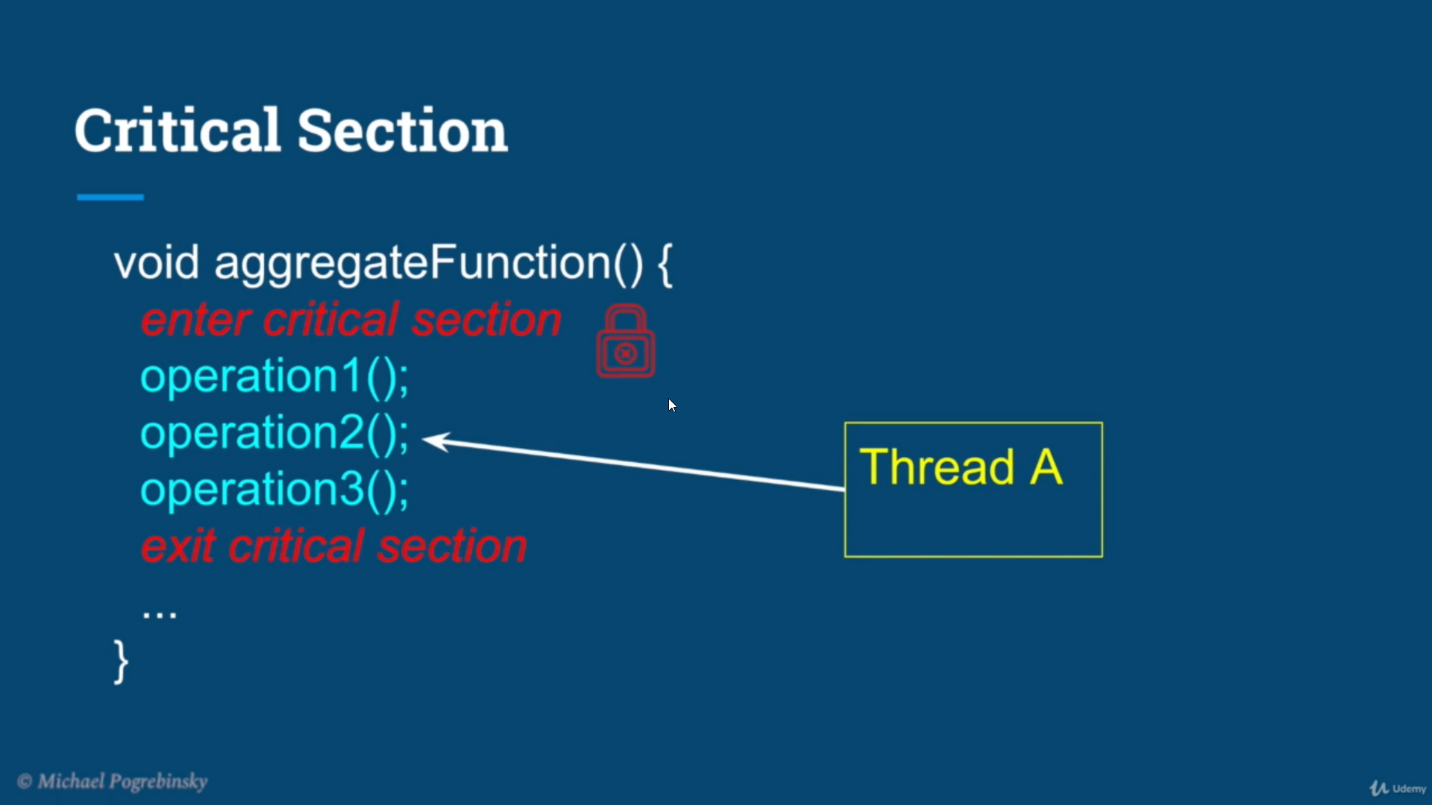 Critical Section
void aggregateFunction() {
enter critical section
operation1();
operation2();
operation3();
exit critical section
...
}
Thread A
© Michael Pogrebinsky
Udemy